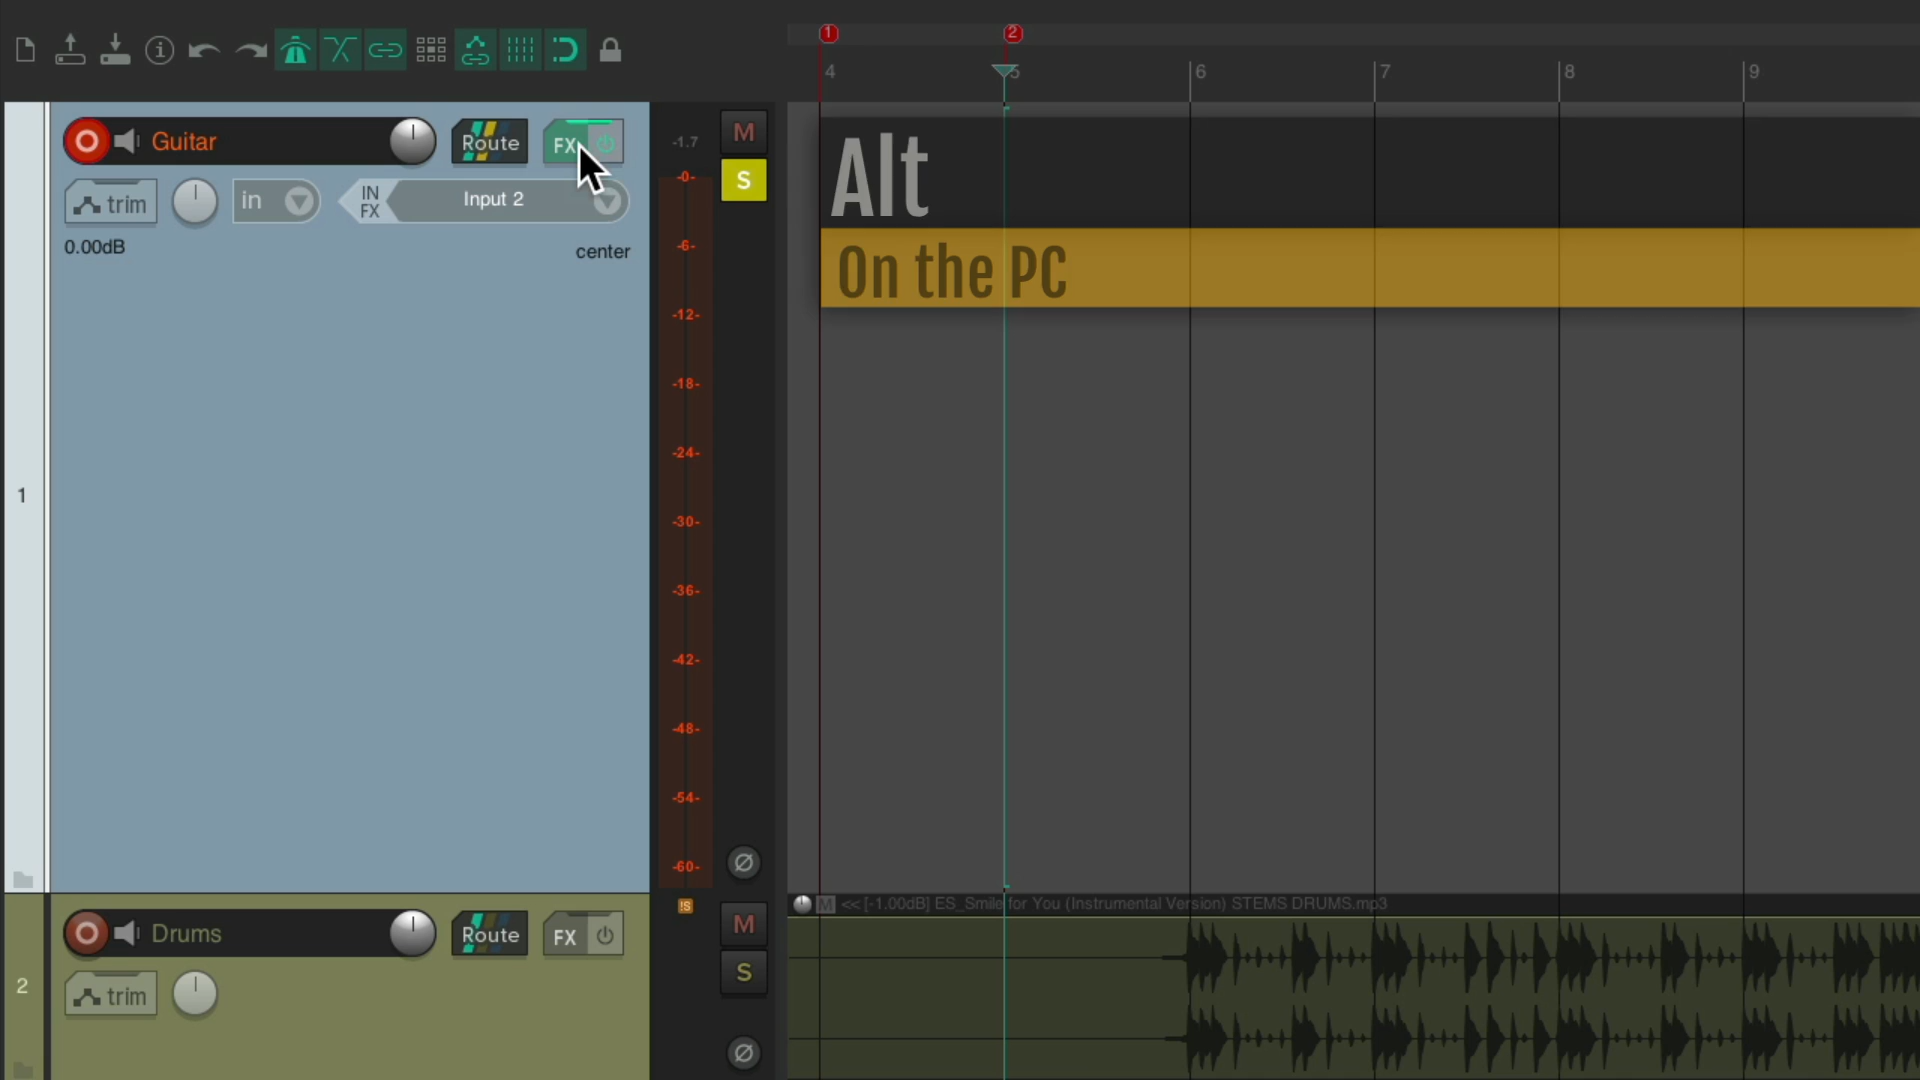 1 2
4 5 6 7 8 9
Guitar Route FX
trim in IN FX Input 2
0.00dB center
-1.7
-0-
-6-
-12-
-18-
-24-
-30-
-36-
-42-
-48-
-54-
-60-
M
S
Alt
On the PC
1
!S
<< [-1.00dB] ES_Smile for You (Instrumental Version) STEMS DRUMS.mp3
M
Drums Route FX
trim
M
S
2